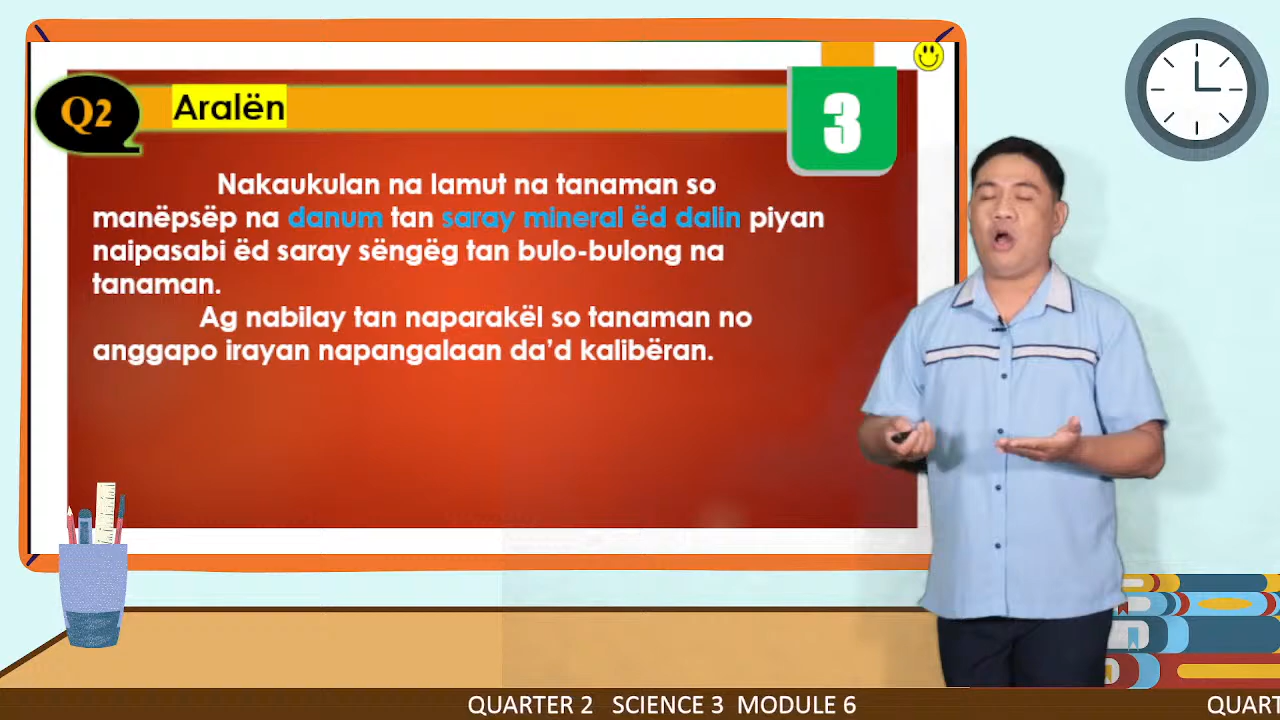 Q2
Aralën
3
Nakaukulan na lamut na tanaman so
manëpsëp na danum tan saray mineral ëd dalin piyan
naipasabi ëd saray sëngëg tan bulo-bulong na
tanaman.
Ag nabilay tan naparakël so tanaman no
anggapo irayan napangalaan da’d kalibëran.
QUARTER 2 SCIENCE 3 MODULE 6
QUART